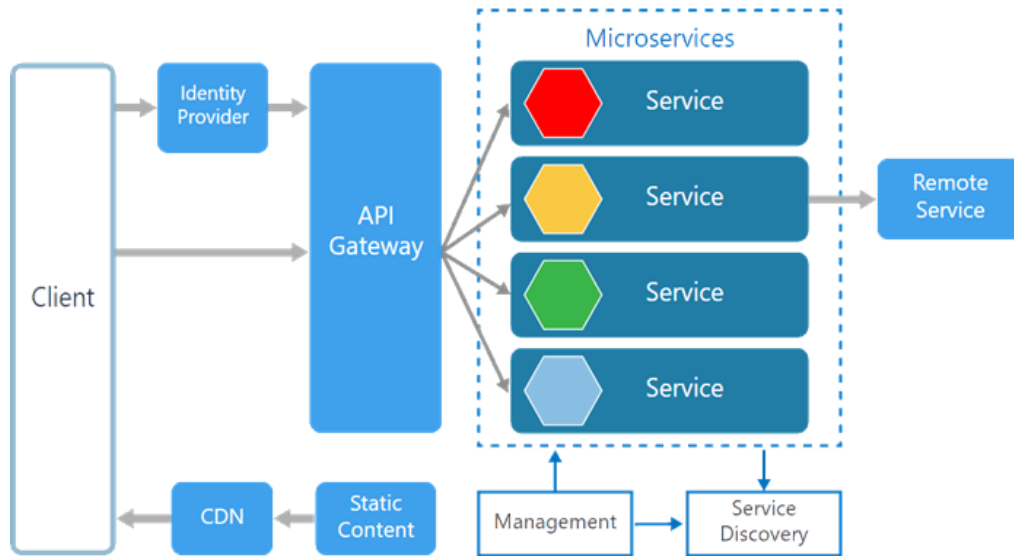 Microservices
Identity
Provider
Service
API
Gateway
Service
Remote
Service
Client
Service
Service
CDN
Static
Content
Management
Service
Discovery